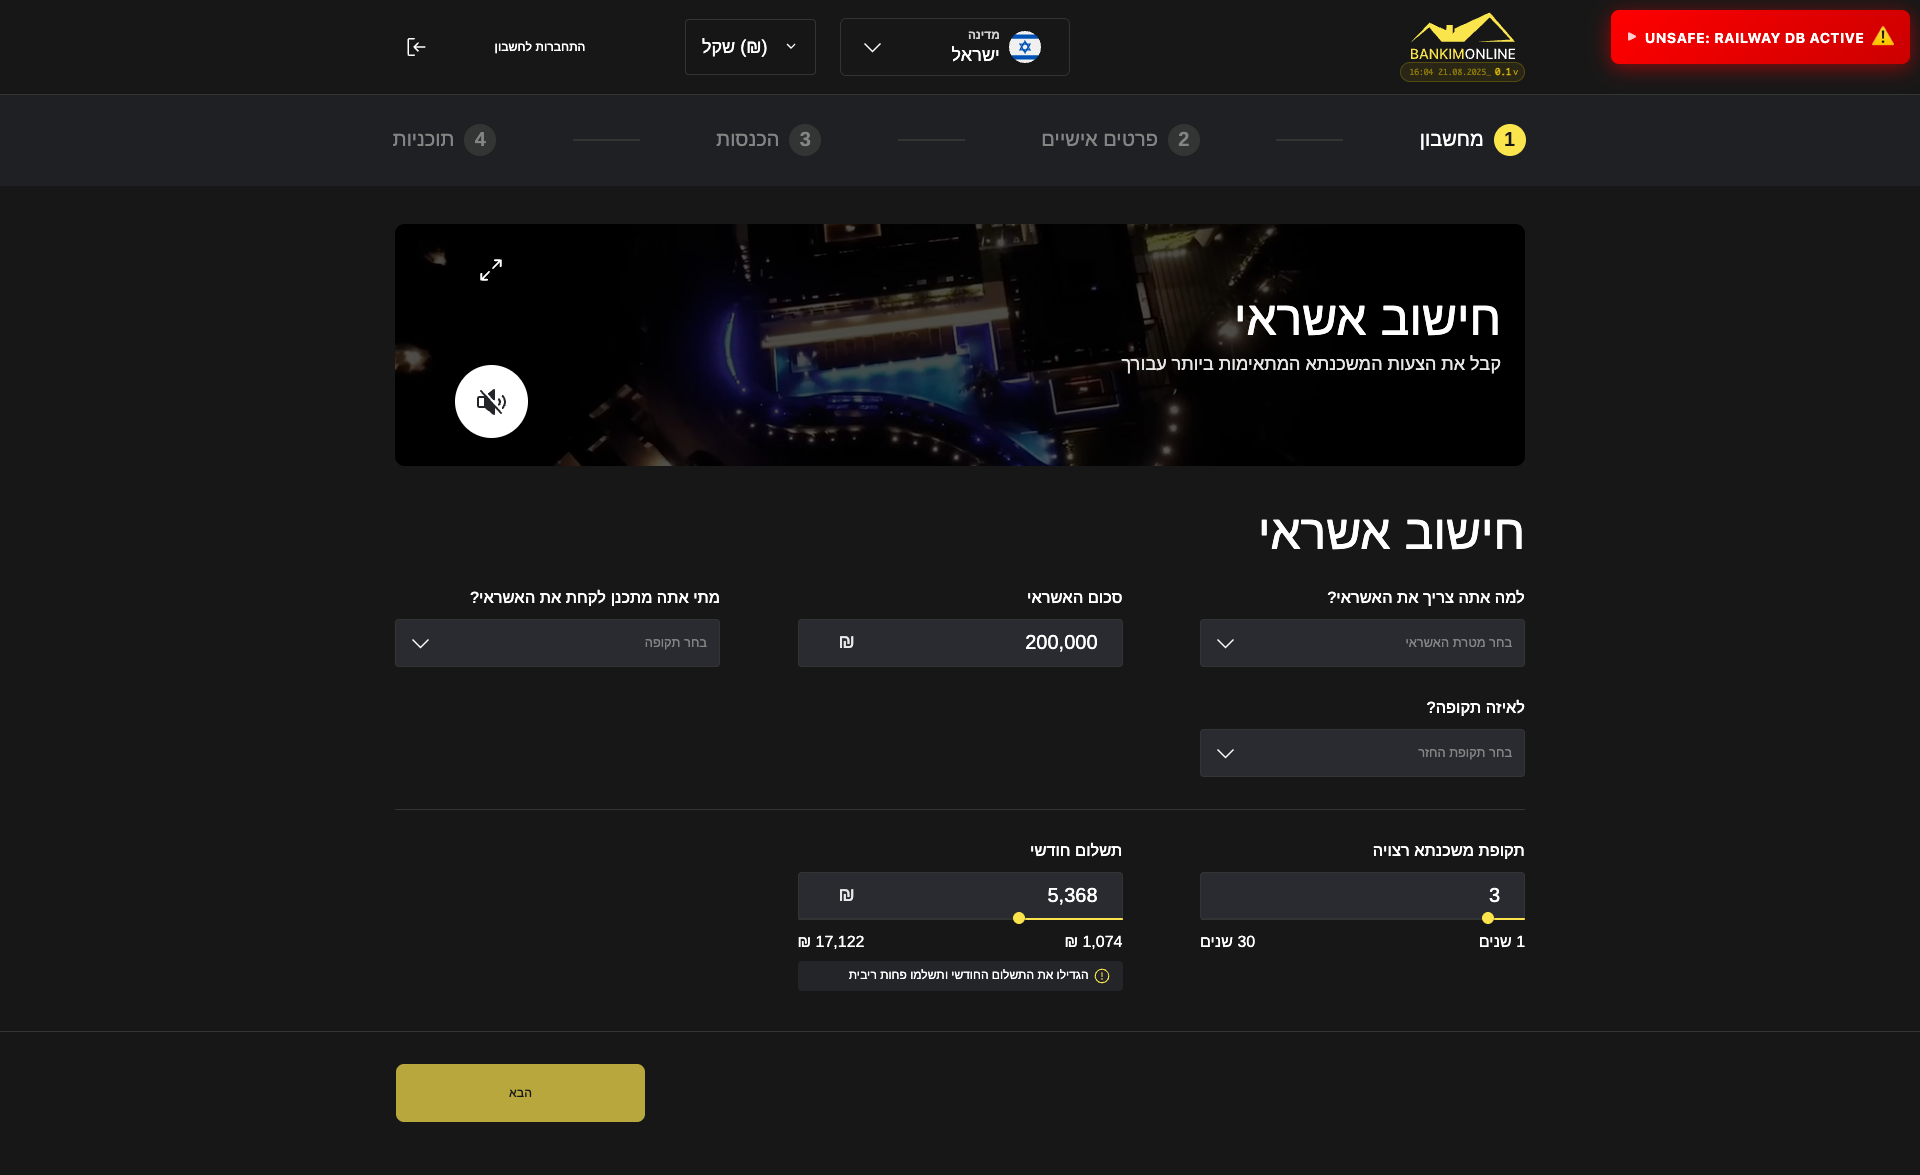 UNSAFE: RAILWAY DB ACTIVE
BANKIMONLINE
16:04 21.08.2025_ 0.1 v
מדינה
ישראל
שקל (₪)
התחברות לחשבון
1 מחשבון
2 פרטים אישיים
3 הכנסות
4 תוכניות
חישוב אשראי
קבל את הצעות המשכנתא המתאימות ביותר עבורך
חישוב אשראי
למה אתה צריך את האשראי?
בחר מטרת האשראי
סכום האשראי
200,000 ₪
מתי אתה מתכנן לקחת את האשראי?
בחר תקופה
לאיזה תקופה?
בחר תקופת החזר
תקופת משכנתא רצויה
3
1 שנים
30 שנים
תשלום חודשי
5,368 ₪
1,074 ₪
17,122 ₪
הגדילו את התשלום החודשי ותשלמו פחות ריבית
הבא